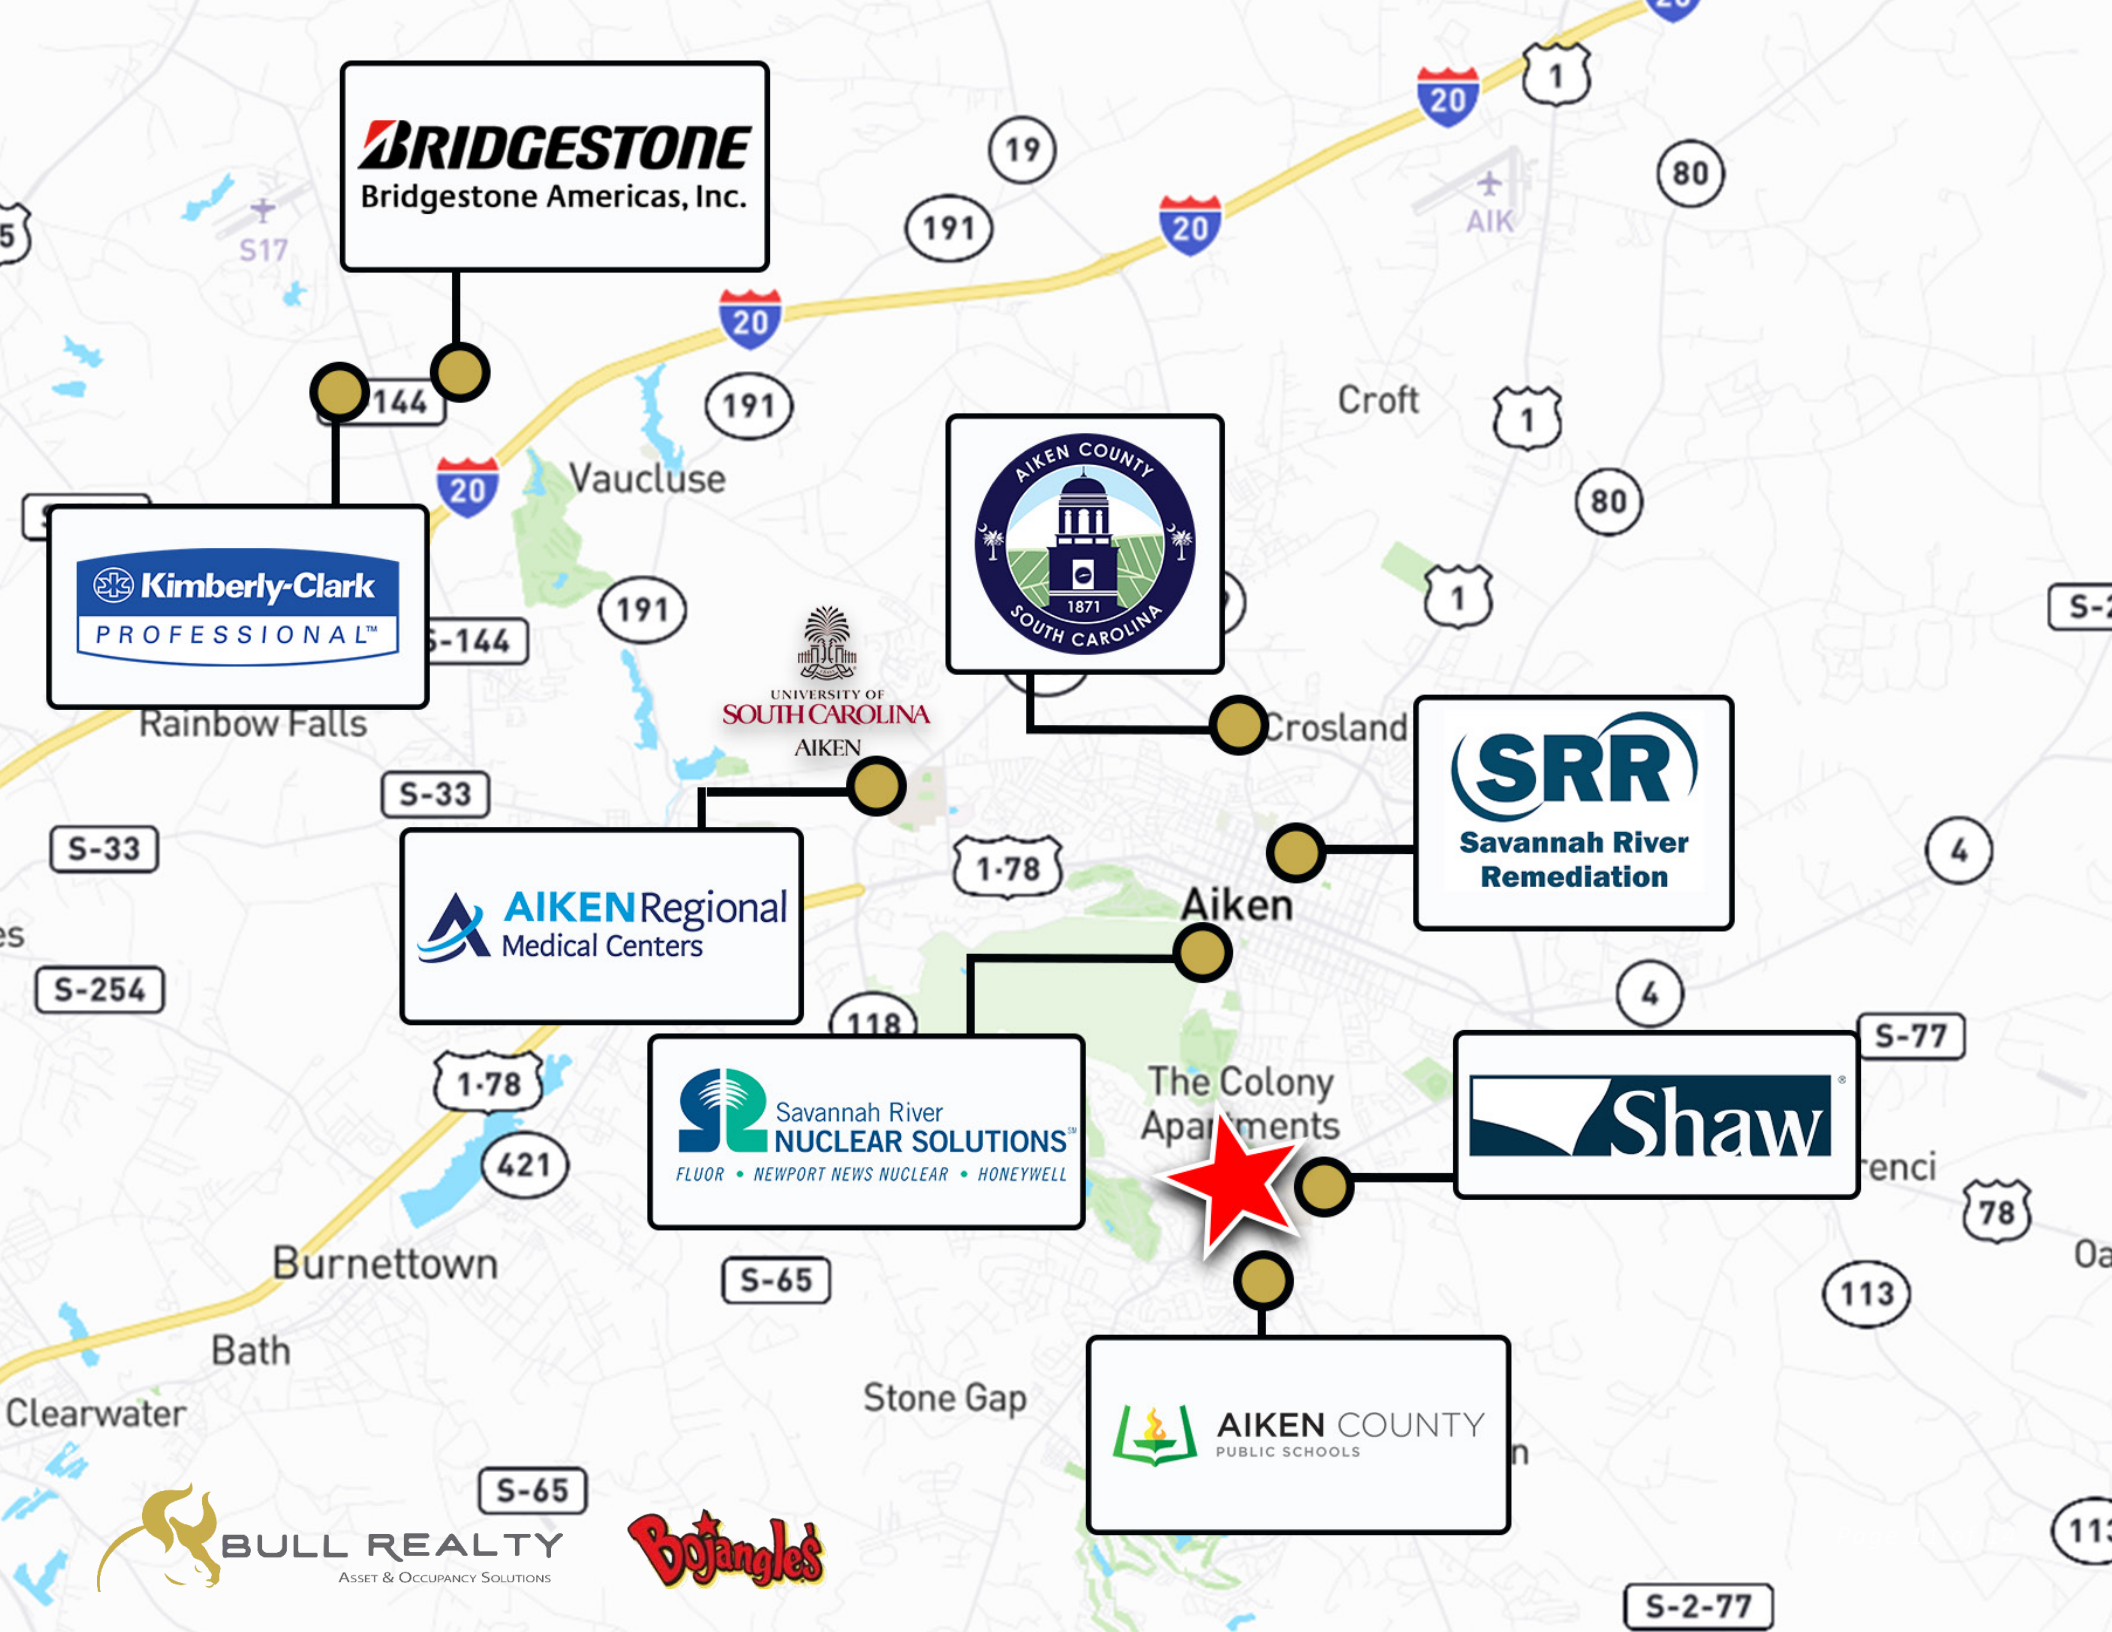 20
1
20
BRIDGESTONE
Bridgestone Americas, Inc.
19
80
191
20
AIK
5
S17
20
144
191
Croft
1
20
Vaucluse
80
AIKEN COUNTY
1871
SOUTH CAROLINA
Kimberly-Clark
PROFESSIONAL™
191
1
S-144
UNIVERSITY OF
SOUTH CAROLINA
AIKEN
Rainbow Falls
Crosland
SRR
Savannah River
Remediation
S-33
S-33
1·78
4
Aiken
AIKEN Regional
Medical Centers
S-254
4
118
S-77
1·78
The Colony
Apartments
Shaw®
Savannah River
NUCLEAR SOLUTIONS℠
FLUOR • NEWPORT NEWS NUCLEAR • HONEYWELL
421
78
Burnettown
S-65
113
Bath
Stone Gap
Clearwater
AIKEN COUNTY
PUBLIC SCHOOLS
S-65
BULL REALTY
ASSET & OCCUPANCY SOLUTIONS
Bojangles'
S-2-77